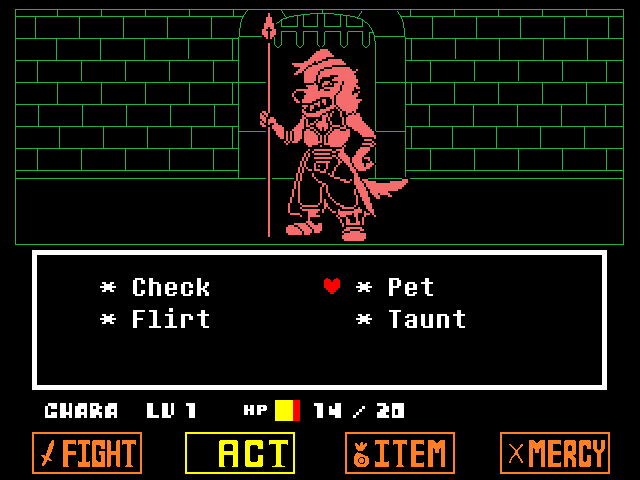 * Check * Pet
* Flirt * Taunt
CHARA LV 1 HP 14 / 20
FIGHT ACT ITEM MERCY